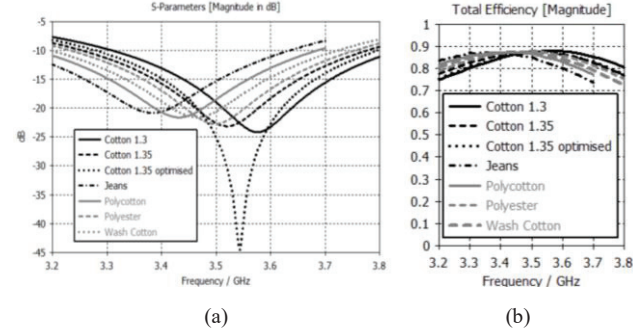 S-Parameters [Magnitude in dB]
-5
-10
-15
-20
-25
-30
-35
-40
-45
dB
Cotton 1.3
Cotton 1.35
Cotton 1.35 optimised
Jeans
Polycotton
Polyester
Wash Cotton
3.2 3.3 3.4 3.5 3.6 3.7 3.8
Frequency / GHz
(a)
Total Efficiency [Magnitude]
1
0.9
0.8
0.7
0.6
0.5
0.4
0.3
0.2
0.1
0
Cotton 1.3
Cotton 1.35
Cotton 1.35 optimised
Jeans
Polycotton
Polyester
Wash Cotton
3.2 3.3 3.4 3.5 3.6 3.7 3.8
Frequency / GHz
(b)